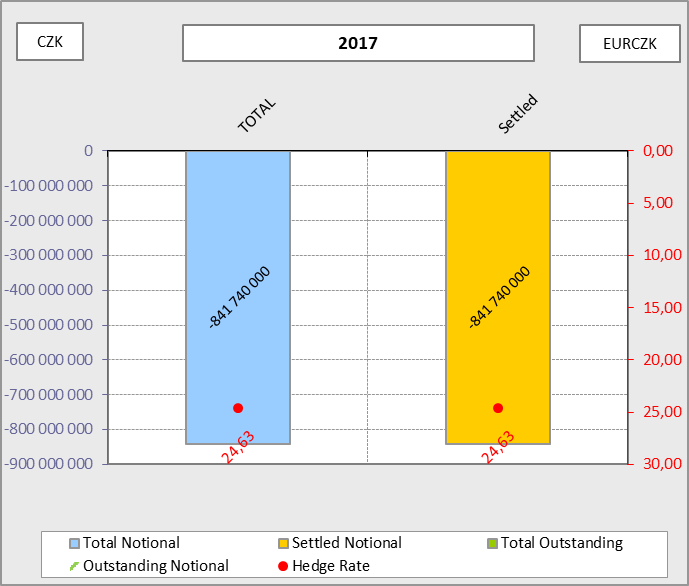 CZK
2017
EURCZK
TOTAL
Settled
0
0,00
-100 000 000
5,00
-200 000 000
-300 000 000
10,00
-841 740 000
-841 740 000
-400 000 000
15,00
-500 000 000
-600 000 000
20,00
-700 000 000
25,00
-800 000 000
24,63
24,63
-900 000 000
30,00
Total Notional
Settled Notional
Total Outstanding
Outstanding Notional
Hedge Rate